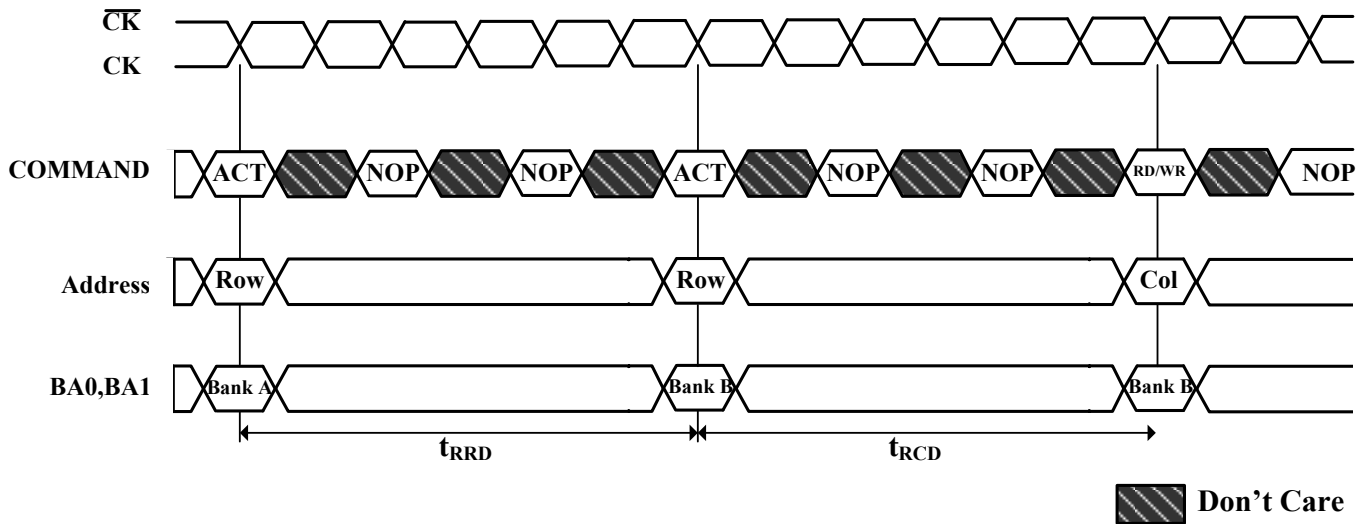 CK
CK
COMMAND ACT NOP NOP ACT NOP NOP RD/WR NOP
Address Row Row Col
BA0,BA1 Bank A Bank B Bank B
tRRD tRCD
Don't Care